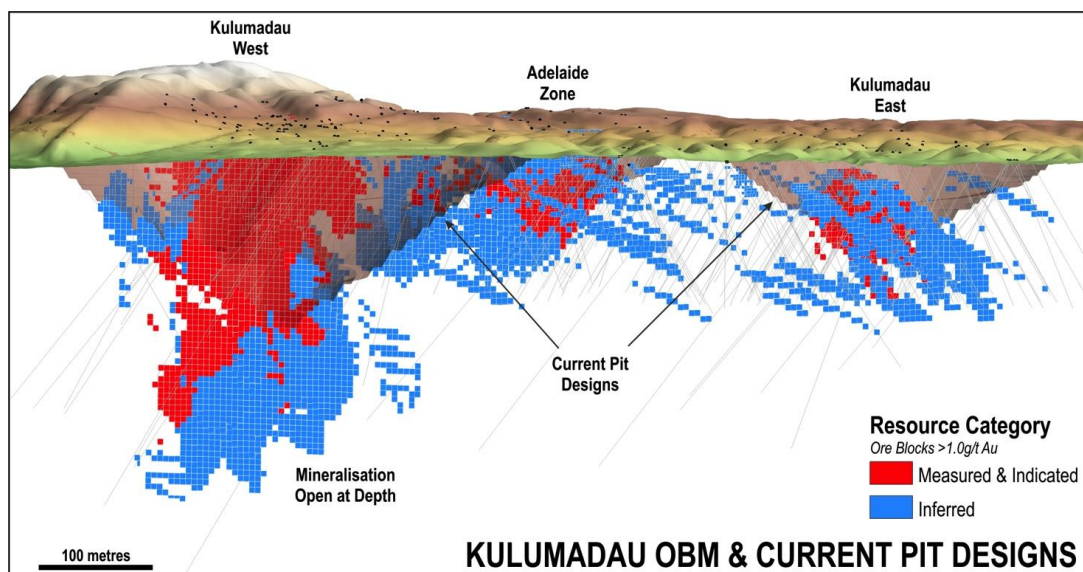 Kulumadau
West
Adelaide
Zone
Kulumadau
East
Current Pit
Designs
Mineralisation
Open at Depth
Resource Category
Ore Blocks >1.0g/t Au
Measured & Indicated
Inferred
100 metres
KULUMADAU OBM & CURRENT PIT DESIGNS